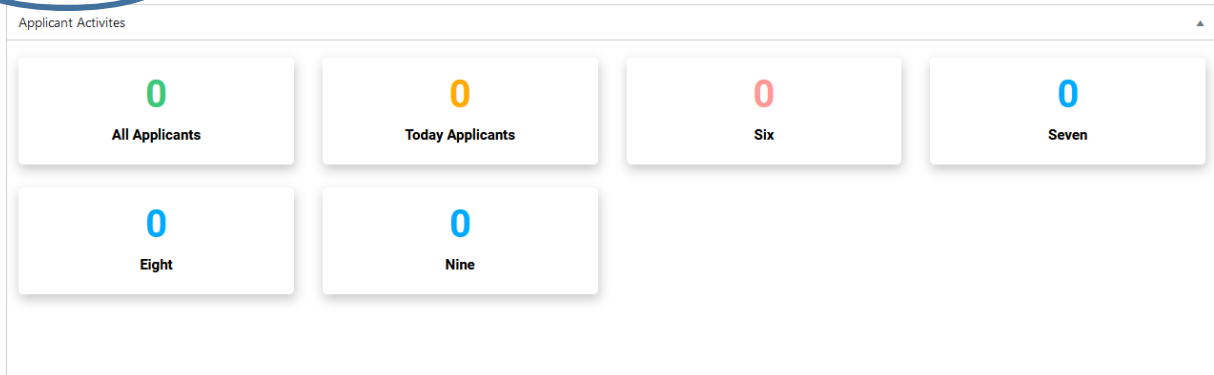 Applicant Activites
0 0 0 0
All Applicants Today Applicants Six Seven
0 0
Eight Nine